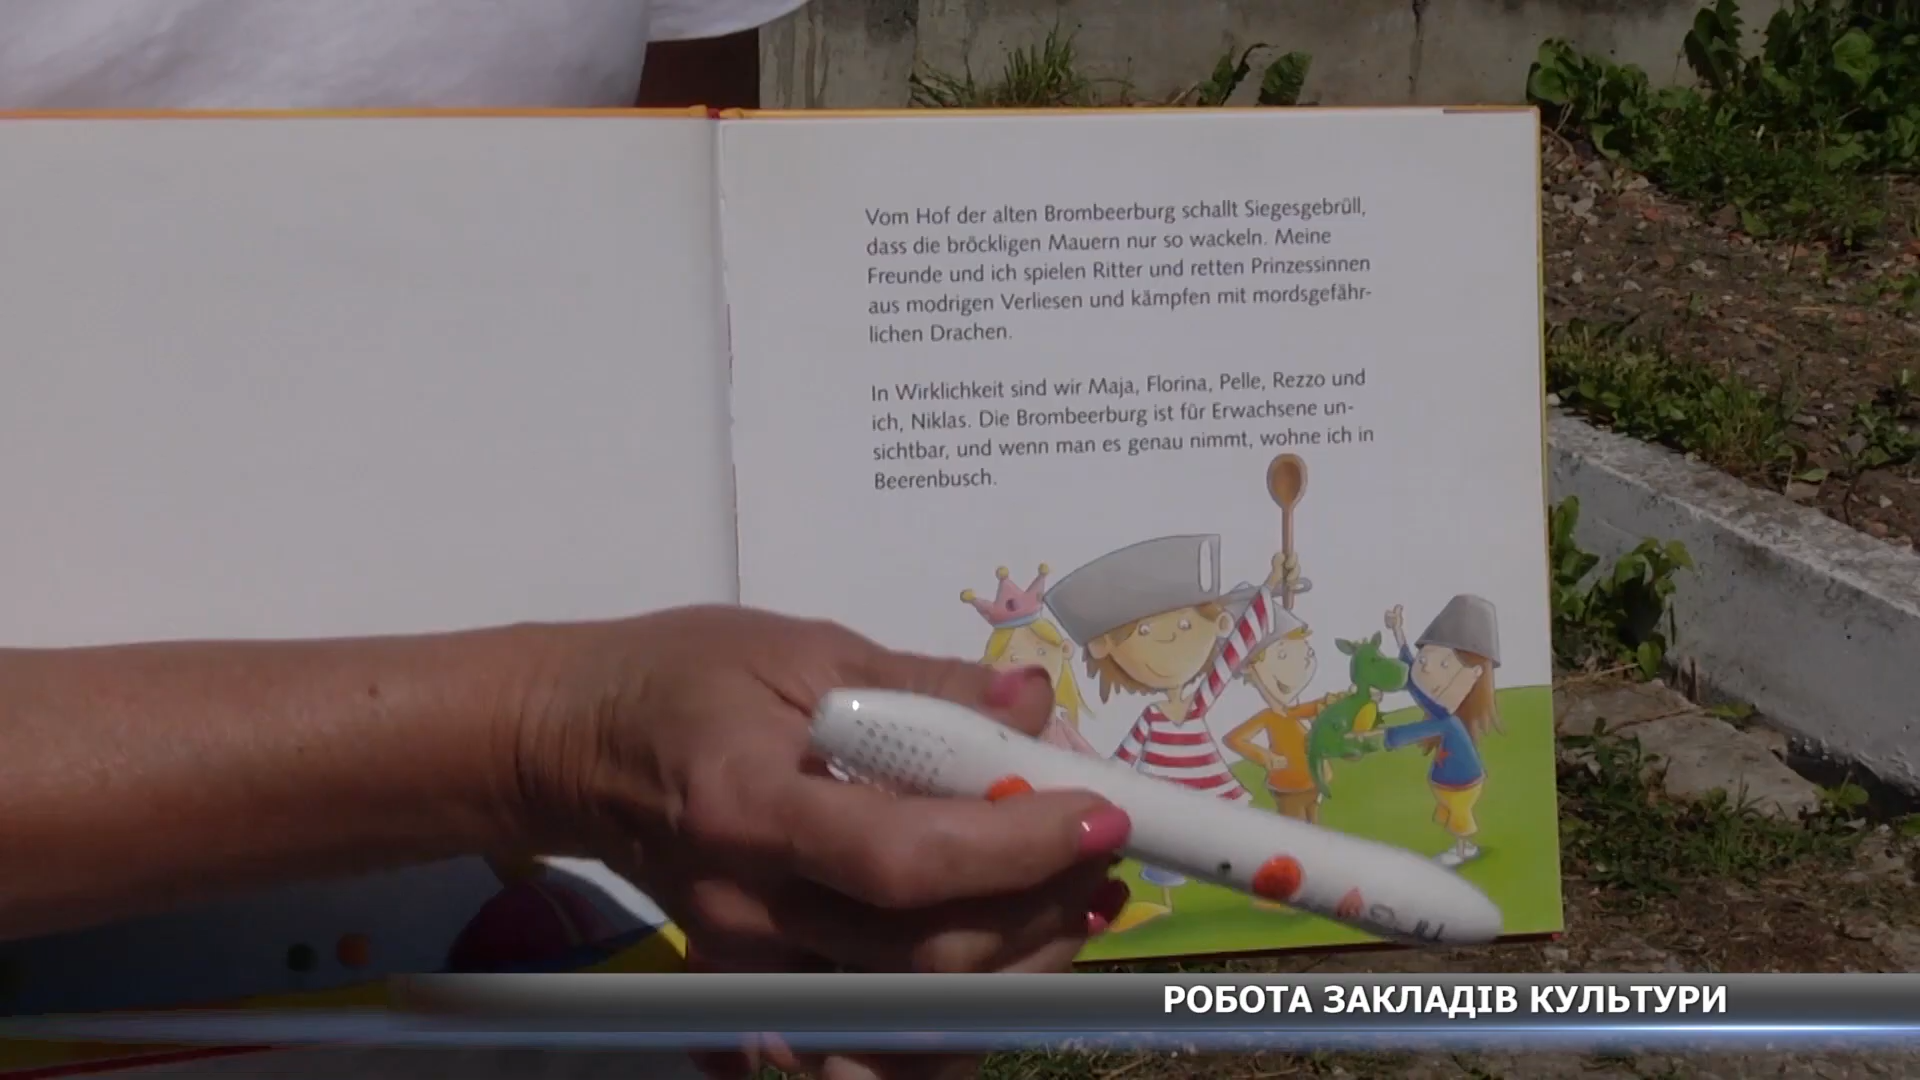 Vom Hof der alten Brombeerburg schallt Siegesgebrüll,
dass die bröckligen Mauern nur so wackeln. Meine
Freunde und ich spielen Ritter und retten Prinzessinnen
aus modrigen Verliesen und kämpfen mit mordsgefähr-
lichen Drachen.
In Wirklichkeit sind wir Maja, Florina, Pelle, Rezzo und
ich, Niklas. Die Brombeerburg ist für Erwachsene un-
sichtbar, und wenn man es genau nimmt, wohne ich in
Beerenbusch.
РОБОТА ЗАКЛАДІВ КУЛЬТУРИ